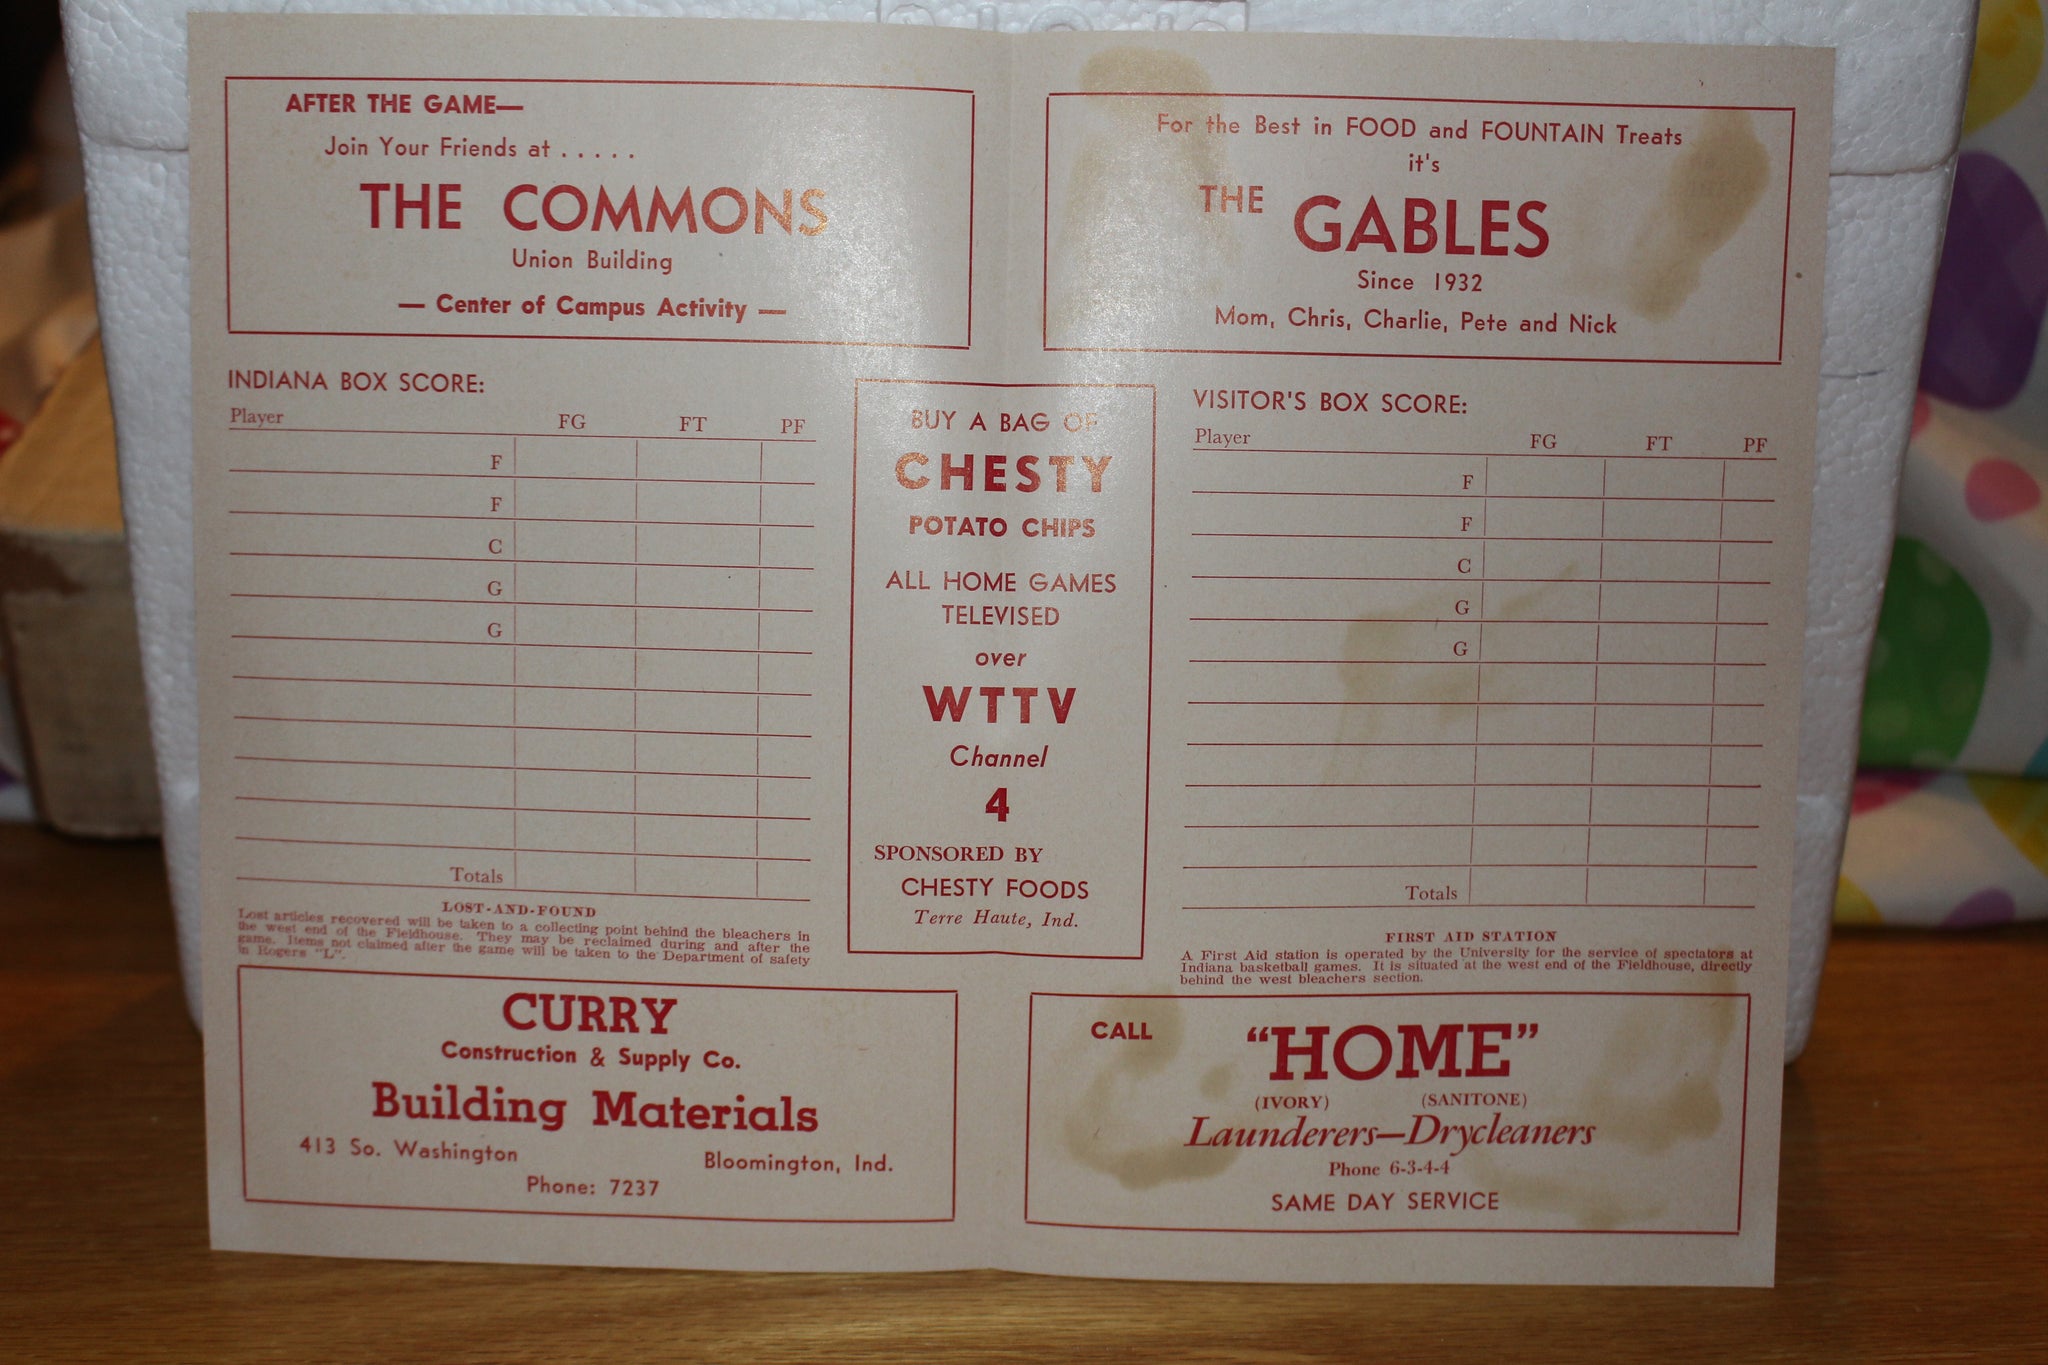 AFTER THE GAME—
Join Your Friends at . . . . .
THE COMMONS
Union Building
— Center of Campus Activity —
For the Best in FOOD and FOUNTAIN Treats
it's
THE GABLES
Since 1932
Mom, Chris, Charlie, Pete and Nick
INDIANA BOX SCORE:
Player FG FT PF
F
F
C
G
G
Totals
LOST-AND-FOUND
Lost articles recovered will be taken to a collecting point behind the bleachers in
the west end of the Fieldhouse. They may be reclaimed during and after the
game. Items not claimed after the game will be taken to the Department of safety
in Rogers "L".
BUY A BAG OF
CHESTY
POTATO CHIPS
ALL HOME GAMES
TELEVISED
over
WTTV
Channel
4
SPONSORED BY
CHESTY FOODS
Terre Haute, Ind.
VISITOR'S BOX SCORE:
Player FG FT PF
F
F
C
G
G
Totals
FIRST AID STATION
A First Aid station is operated by the University for the service of spectators at
Indiana basketball games. It is situated at the west end of the Fieldhouse, directly
behind the west bleachers section.
CURRY
Construction & Supply Co.
Building Materials
413 So. Washington Bloomington, Ind.
Phone: 7237
CALL "HOME"
(IVORY) (SANITONE)
Launderers—Drycleaners
Phone 6-3-4-4
SAME DAY SERVICE